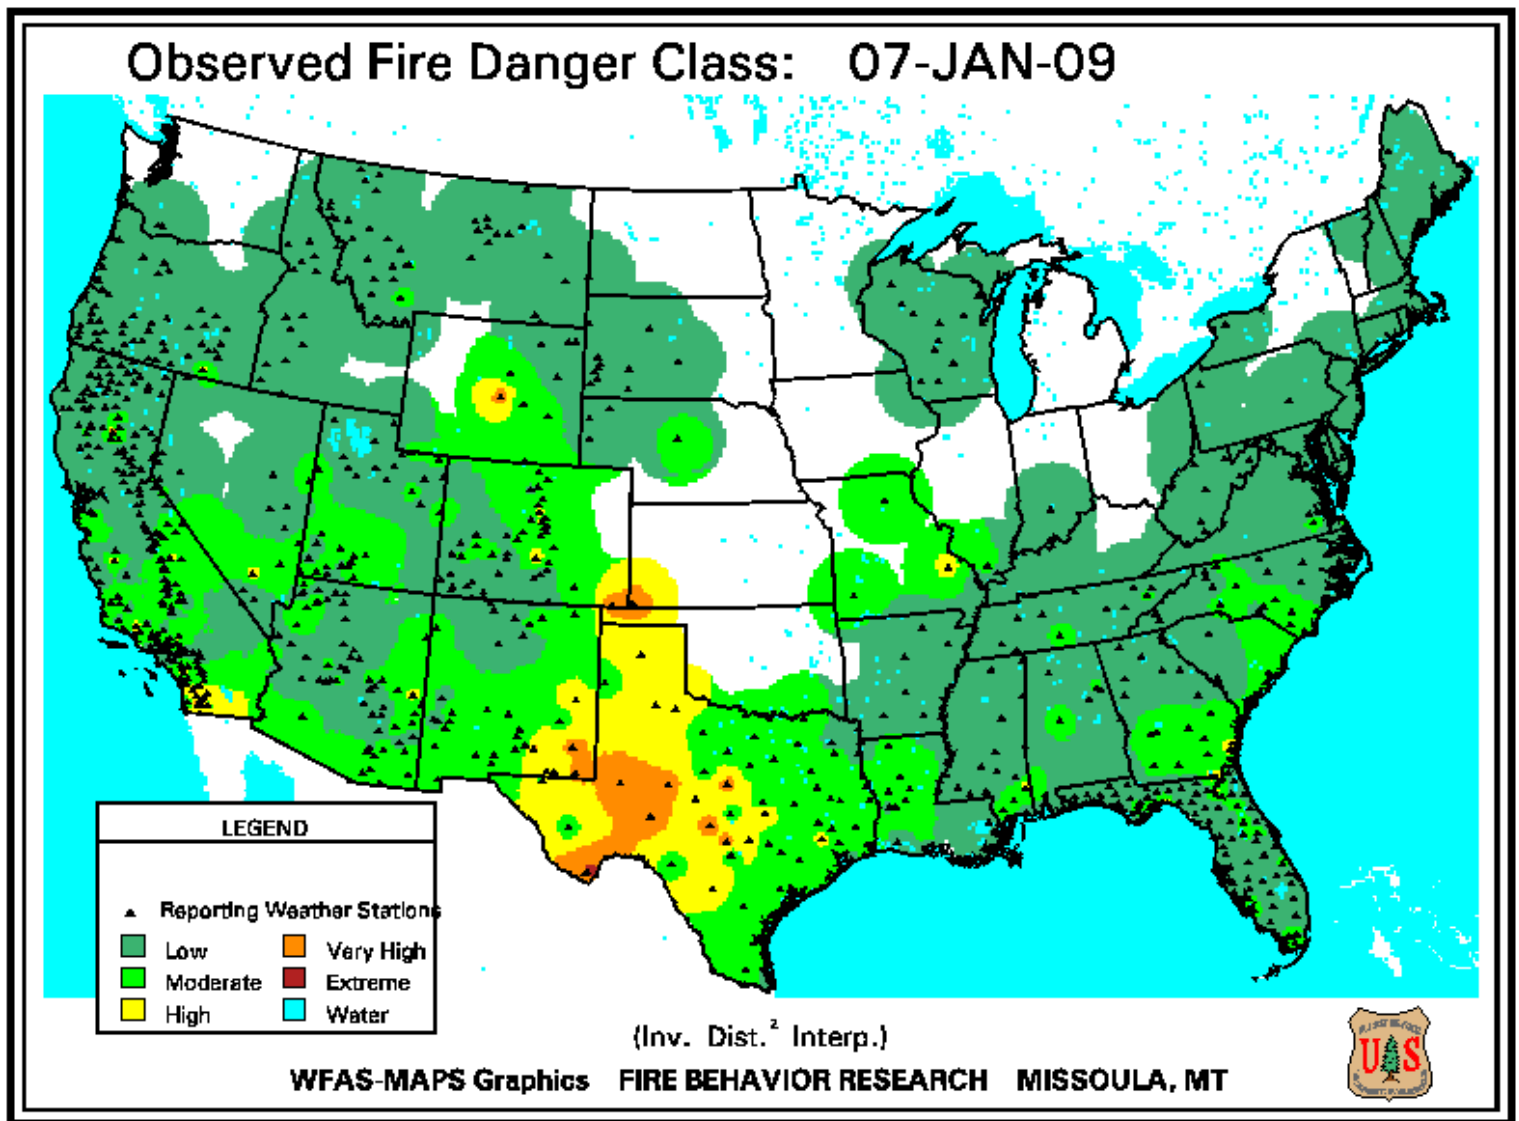 Observed Fire Danger Class: 07-JAN-09
LEGEND
Reporting Weather Stations
Low
Very High
Moderate
Extreme
High
Water
(Inv. Dist.² Interp.)
WFAS-MAPS Graphics FIRE BEHAVIOR RESEARCH MISSOULA, MT
U S